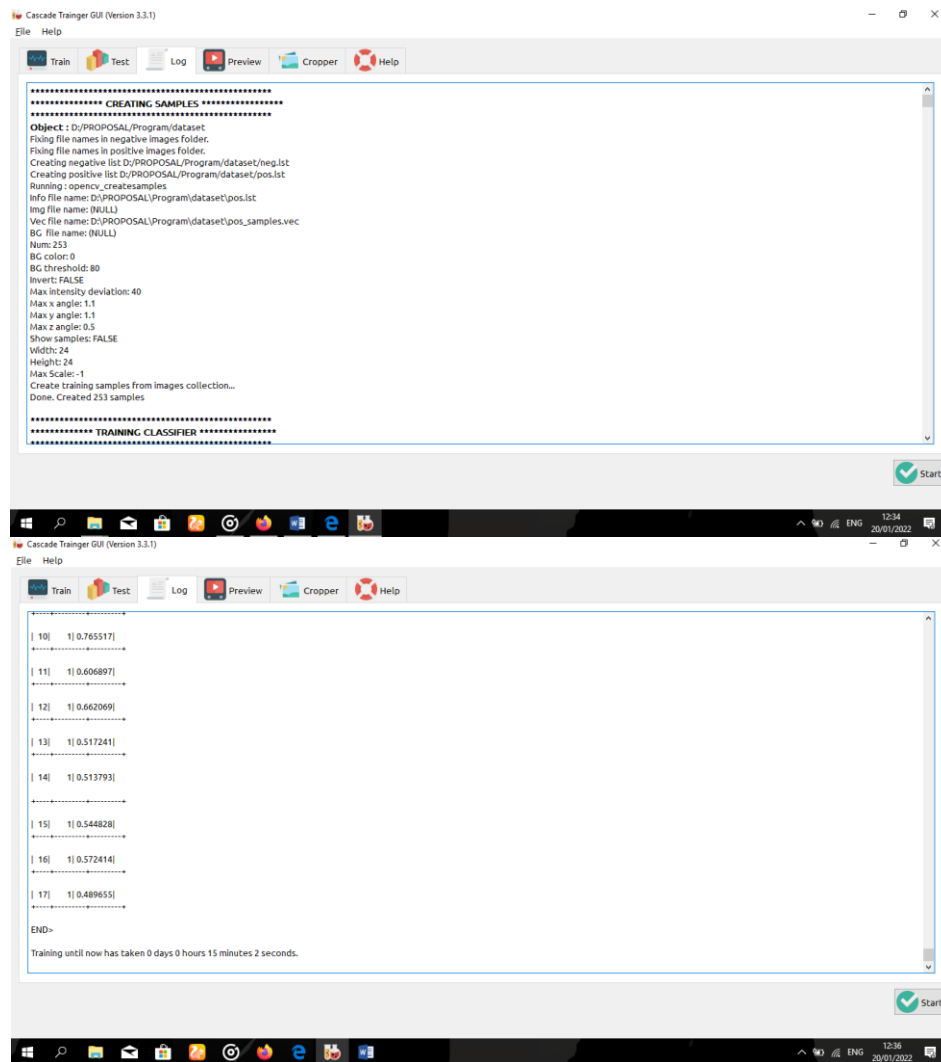 Cascade Trainger GUI (Version 3.3.1)
File Help
Train Test Log Preview Cropper Help
**************************************************
*************** CREATING SAMPLES *****************
**************************************************
Object : D:/PROPOSAL/Program/dataset
Fixing file names in negative images folder.
Fixing file names in positive images folder.
Creating negative list D:/PROPOSAL/Program/dataset/neg.lst
Creating positive list D:/PROPOSAL/Program/dataset/pos.lst
Running : opencv_createsamples
Info file name: D:\PROPOSAL\Program\dataset\pos.lst
Img file name: (NULL)
Vec file name: D:\PROPOSAL\Program\dataset\pos_samples.vec
BG file name: (NULL)
Num: 253
BG color: 0
BG threshold: 80
Invert: FALSE
Max intensity deviation: 40
Max x angle: 1.1
Max y angle: 1.1
Max z angle: 0.5
Show samples: FALSE
Width: 24
Height: 24
Max Scale: -1
Create training samples from images collection...
Done. Created 253 samples
**************************************************
************* TRAINING CLASSIFIER ****************
**************************************************
Start
ENG 12:34
20/01/2022
Cascade Trainger GUI (Version 3.3.1)
File Help
Train Test Log Preview Cropper Help
+----+---------+---------+
| 10| 1| 0.765517|
+----+---------+---------+
| 11| 1| 0.606897|
+----+---------+---------+
| 12| 1| 0.662069|
+----+---------+---------+
| 13| 1| 0.517241|
+----+---------+---------+
| 14| 1| 0.513793|
+----+---------+---------+
| 15| 1| 0.544828|
+----+---------+---------+
| 16| 1| 0.572414|
+----+---------+---------+
| 17| 1| 0.489655|
+----+---------+---------+
END>
Training until now has taken 0 days 0 hours 15 minutes 2 seconds.
Start
ENG 12:36
20/01/2022